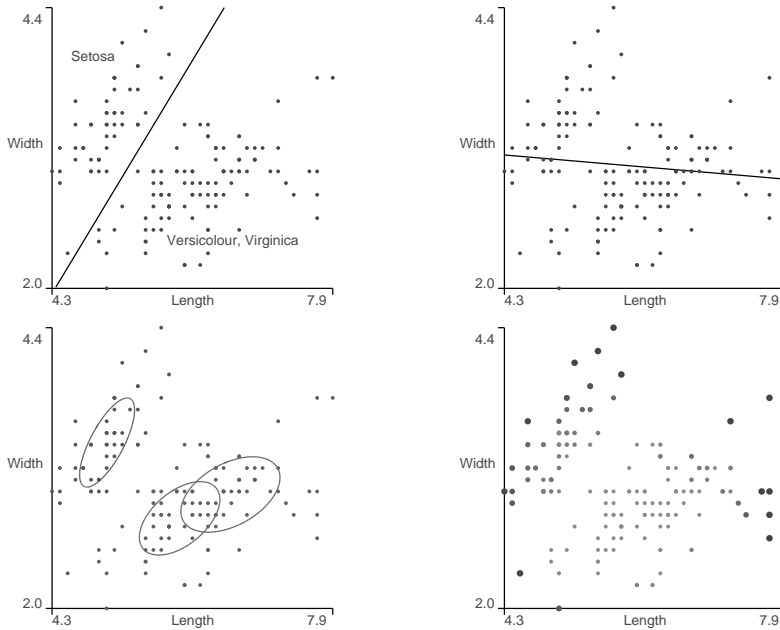 4.4
Setosa
Width
Versicolour, Virginica
2.0
4.3 Length 7.9
4.4
Width
2.0
4.3 Length 7.9
4.4
Width
2.0
4.3 Length 7.9
4.4
Width
2.0
4.3 Length 7.9